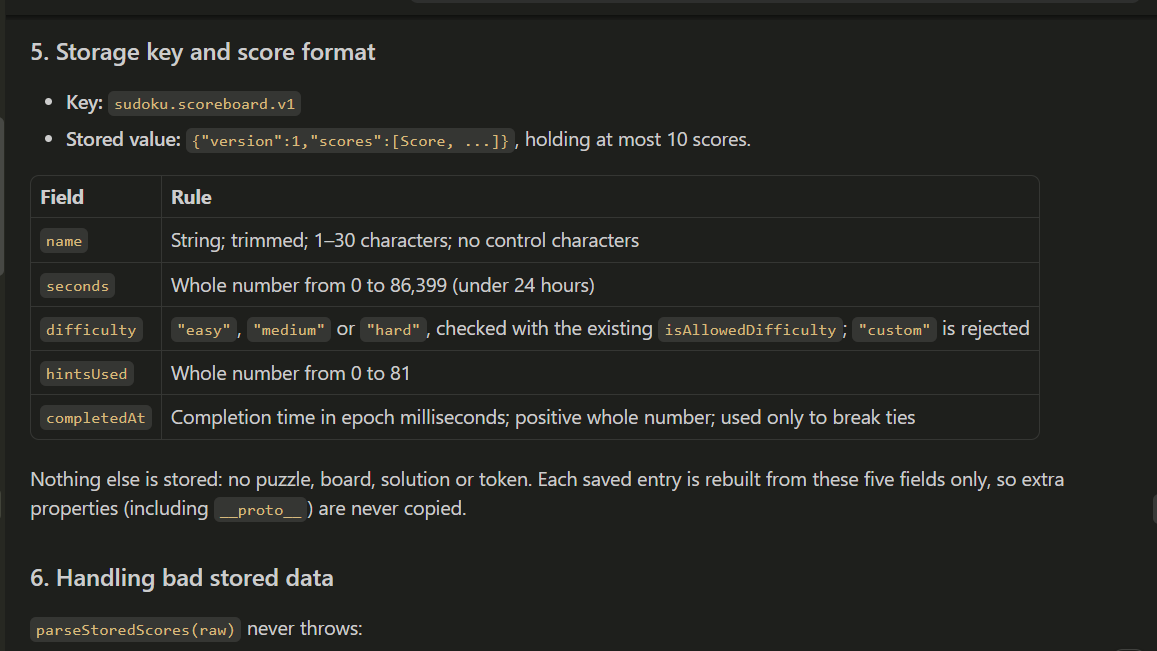 5. Storage key and score format
• Key: sudoku.scoreboard.v1
• Stored value: {"version":1,"scores":[Score, ...]}, holding at most 10 scores.
Field Rule
name String; trimmed; 1–30 characters; no control characters
seconds Whole number from 0 to 86,399 (under 24 hours)
difficulty "easy", "medium" or "hard", checked with the existing isAllowedDifficulty; "custom" is rejected
hintsUsed Whole number from 0 to 81
completedAt Completion time in epoch milliseconds; positive whole number; used only to break ties
Nothing else is stored: no puzzle, board, solution or token. Each saved entry is rebuilt from these five fields only, so extra
properties (including __proto__) are never copied.
6. Handling bad stored data
parseStoredScores(raw) never throws: